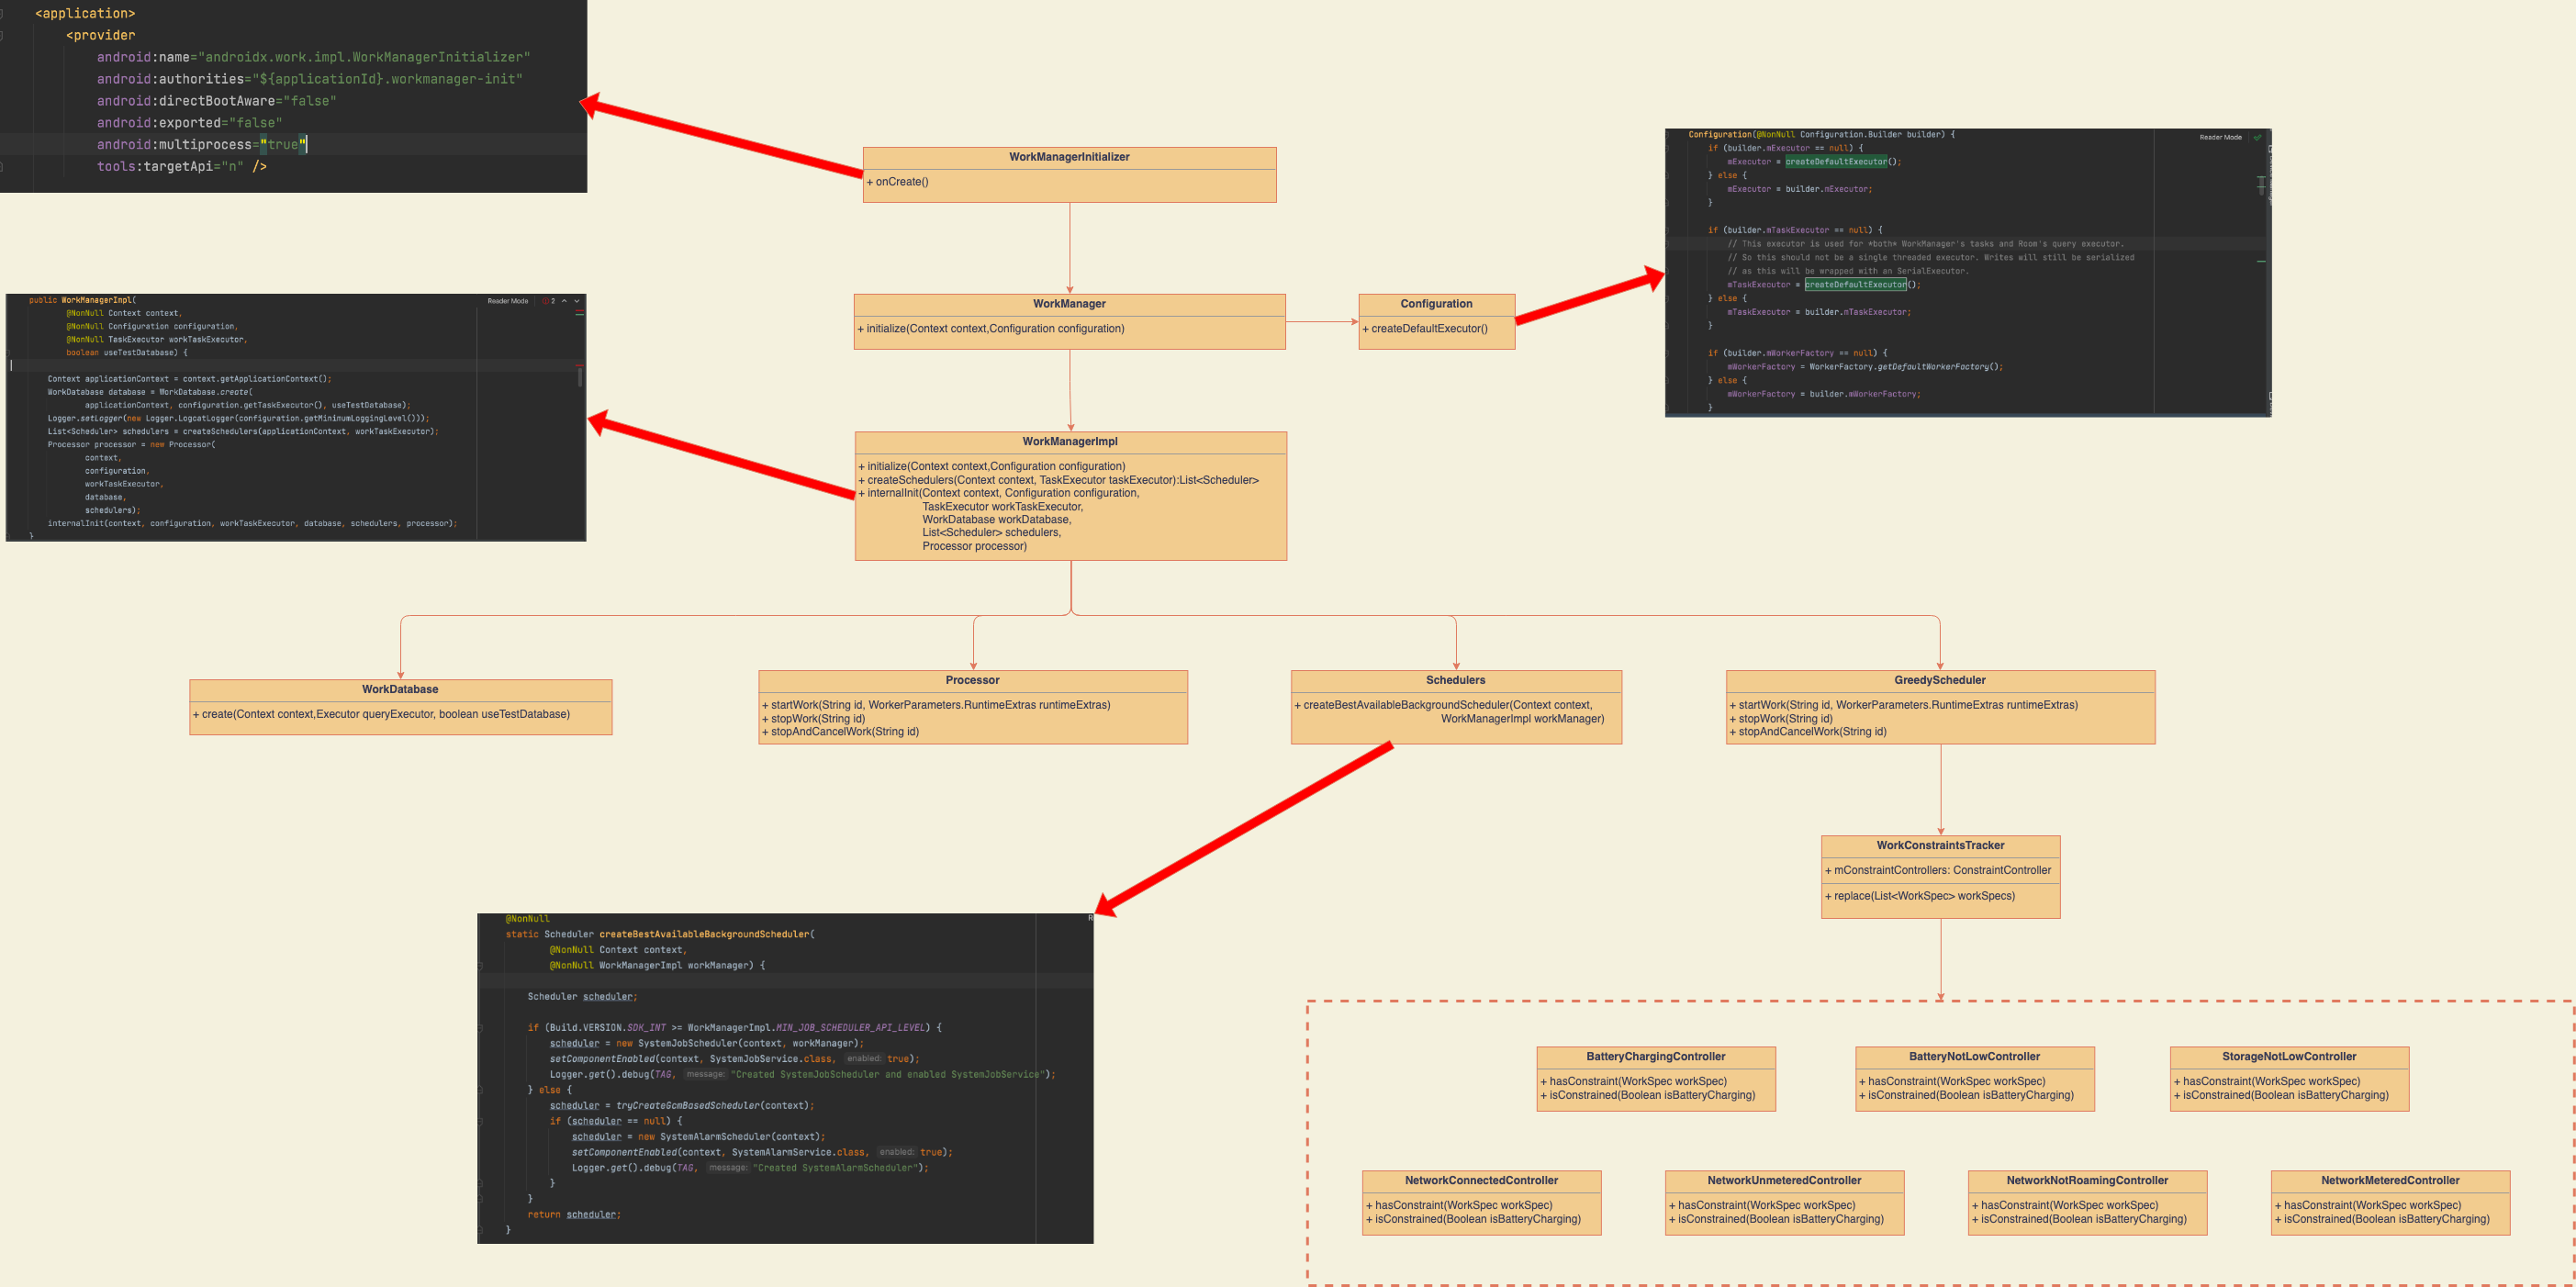 <application>
<provider
android:name="androidx.work.impl.WorkManagerInitializer"
android:authorities="${applicationId}.workmanager-init"
android:directBootAware="false"
android:exported="false"
android:multiprocess="true"
tools:targetApi="n" />
WorkManagerInitializer
+ onCreate()
Configuration(@NonNull Configuration.Builder builder) {
Reader Mode
if (builder.mExecutor == null) {
mExecutor = createDefaultExecutor();
} else {
mExecutor = builder.mExecutor;
}
if (builder.mTaskExecutor == null) {
// This executor is used for *both* WorkManager's tasks and Room's query executor.
// So this should not be a single threaded executor. Writes will still be serialized
// as this will be wrapped with an SerialExecutor.
mTaskExecutor = createDefaultExecutor();
} else {
mTaskExecutor = builder.mTaskExecutor;
}
if (builder.mWorkerFactory == null) {
mWorkerFactory = WorkerFactory.getDefaultWorkerFactory();
} else {
mWorkerFactory = builder.mWorkerFactory;
}
WorkManager
+ initialize(Context context,Configuration configuration)
Configuration
+ createDefaultExecutor()
public WorkManagerImpl(
Reader Mode
2
@NonNull Context context,
@NonNull Configuration configuration,
@NonNull TaskExecutor workTaskExecutor,
boolean useTestDatabase) {
Context applicationContext = context.getApplicationContext();
WorkDatabase database = WorkDatabase.create(
applicationContext, configuration.getTaskExecutor(), useTestDatabase);
Logger.setLogger(new Logger.LogcatLogger(configuration.getMinimumLoggingLevel()));
List<Scheduler> schedulers = createSchedulers(applicationContext, workTaskExecutor);
Processor processor = new Processor(
context,
configuration,
workTaskExecutor,
database,
schedulers);
internalInit(context, configuration, workTaskExecutor, database, schedulers, processor);
}
WorkManagerImpl
+ initialize(Context context,Configuration configuration)
+ createSchedulers(Context context, TaskExecutor taskExecutor):List<Scheduler>
+ internalInit(Context context, Configuration configuration,
TaskExecutor workTaskExecutor,
WorkDatabase workDatabase,
List<Scheduler> schedulers,
Processor processor)
WorkDatabase
+ create(Context context,Executor queryExecutor, boolean useTestDatabase)
Processor
+ startWork(String id, WorkerParameters.RuntimeExtras runtimeExtras)
+ stopWork(String id)
+ stopAndCancelWork(String id)
Schedulers
+ createBestAvailableBackgroundScheduler(Context context,
WorkManagerImpl workManager)
GreedyScheduler
+ startWork(String id, WorkerParameters.RuntimeExtras runtimeExtras)
+ stopWork(String id)
+ stopAndCancelWork(String id)
WorkConstraintsTracker
+ mConstraintControllers: ConstraintController
+ replace(List<WorkSpec> workSpecs)
@NonNull
R
static Scheduler createBestAvailableBackgroundScheduler(
@NonNull Context context,
@NonNull WorkManagerImpl workManager) {
Scheduler scheduler;
if (Build.VERSION.SDK_INT >= WorkManagerImpl.MIN_JOB_SCHEDULER_API_LEVEL) {
scheduler = new SystemJobScheduler(context, workManager);
setComponentEnabled(context, SystemJobService.class, enabled: true);
Logger.get().debug(TAG, message: "Created SystemJobScheduler and enabled SystemJobService");
} else {
scheduler = tryCreateGcmBasedScheduler(context);
if (scheduler == null) {
scheduler = new SystemAlarmScheduler(context);
setComponentEnabled(context, SystemAlarmService.class, enabled: true);
Logger.get().debug(TAG, message: "Created SystemAlarmScheduler");
}
}
return scheduler;
}
BatteryChargingController
+ hasConstraint(WorkSpec workSpec)
+ isConstrained(Boolean isBatteryCharging)
BatteryNotLowController
+ hasConstraint(WorkSpec workSpec)
+ isConstrained(Boolean isBatteryCharging)
StorageNotLowController
+ hasConstraint(WorkSpec workSpec)
+ isConstrained(Boolean isBatteryCharging)
NetworkConnectedController
+ hasConstraint(WorkSpec workSpec)
+ isConstrained(Boolean isBatteryCharging)
NetworkUnmeteredController
+ hasConstraint(WorkSpec workSpec)
+ isConstrained(Boolean isBatteryCharging)
NetworkNotRoamingController
+ hasConstraint(WorkSpec workSpec)
+ isConstrained(Boolean isBatteryCharging)
NetworkMeteredController
+ hasConstraint(WorkSpec workSpec)
+ isConstrained(Boolean isBatteryCharging)